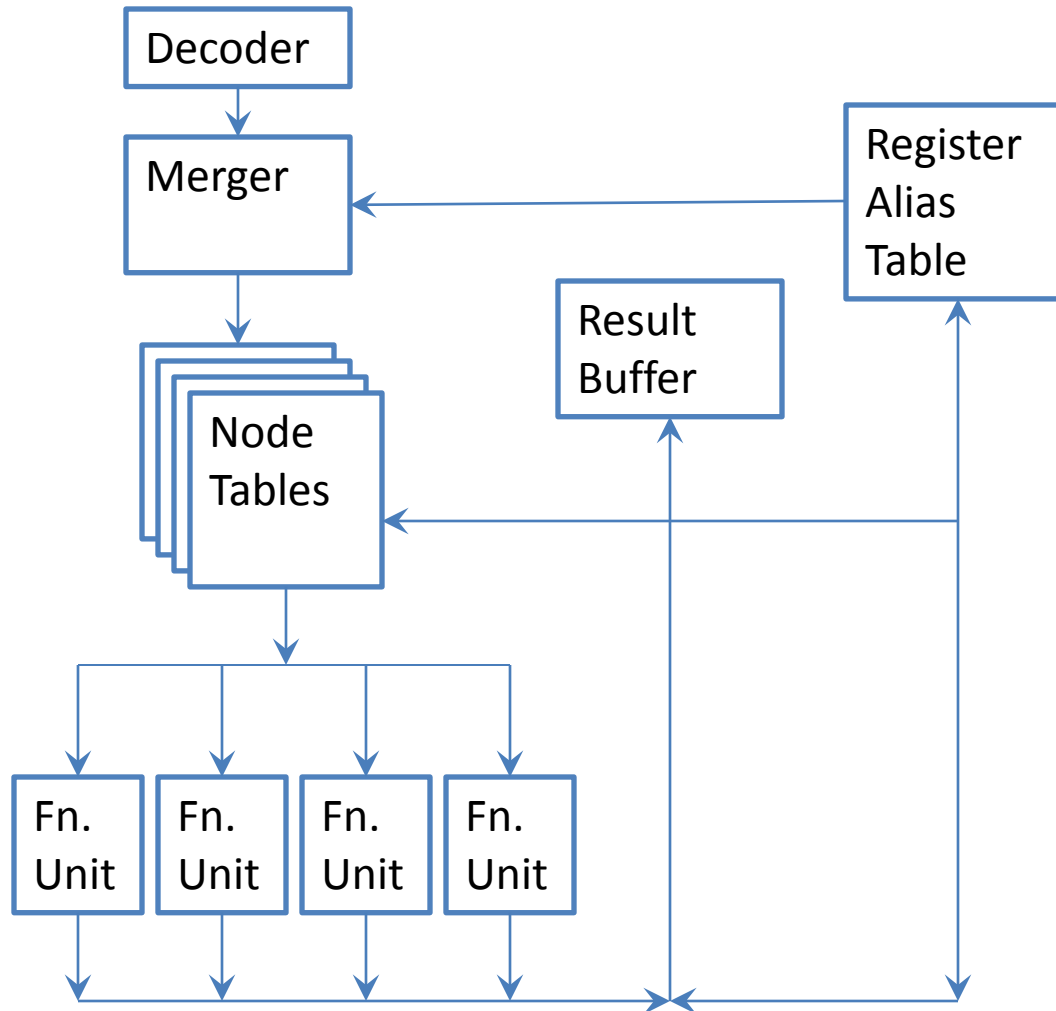 Decoder
Merger
Register
Alias
Table
Result
Buffer
Node
Tables
Fn.
Unit
Fn.
Unit
Fn.
Unit
Fn.
Unit